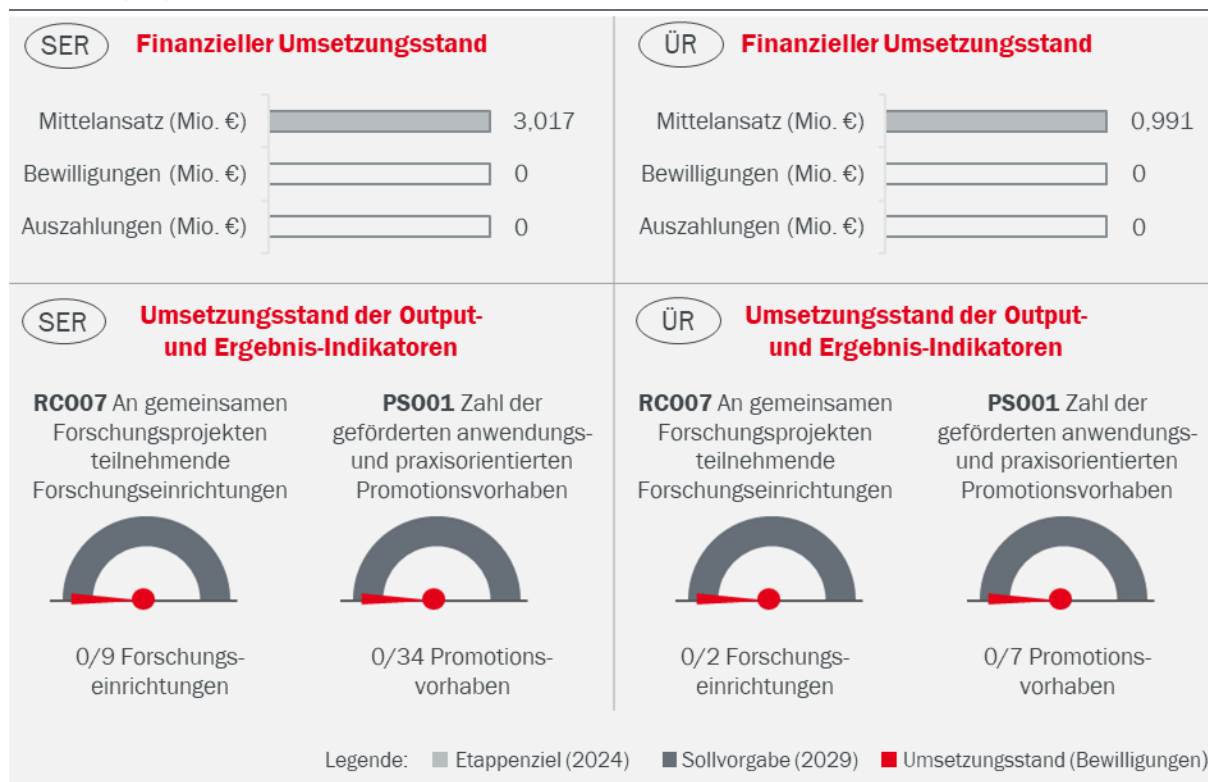 SER Finanzieller Umsetzungsstand
Mittelansatz (Mio. €) 3,017
Bewilligungen (Mio. €) 0
Auszahlungen (Mio. €) 0
ÜR Finanzieller Umsetzungsstand
Mittelansatz (Mio. €) 0,991
Bewilligungen (Mio. €) 0
Auszahlungen (Mio. €) 0
SER Umsetzungsstand der Output-
und Ergebnis-Indikatoren
RCO07 An gemeinsamen
Forschungsprojekten
teilnehmende
Forschungseinrichtungen
0/9 Forschungs-
einrichtungen
PSO01 Zahl der
geförderten anwendungs-
und praxisorientierten
Promotionsvorhaben
0/34 Promotions-
vorhaben
ÜR Umsetzungsstand der Output-
und Ergebnis-Indikatoren
RCO07 An gemeinsamen
Forschungsprojekten
teilnehmende
Forschungseinrichtungen
0/2 Forschungs-
einrichtungen
PSO01 Zahl der
geförderten anwendungs-
und praxisorientierten
Promotionsvorhaben
0/7 Promotions-
vorhaben
Legende: Etappenziel (2024) Sollvorgabe (2029) Umsetzungsstand (Bewilligungen)